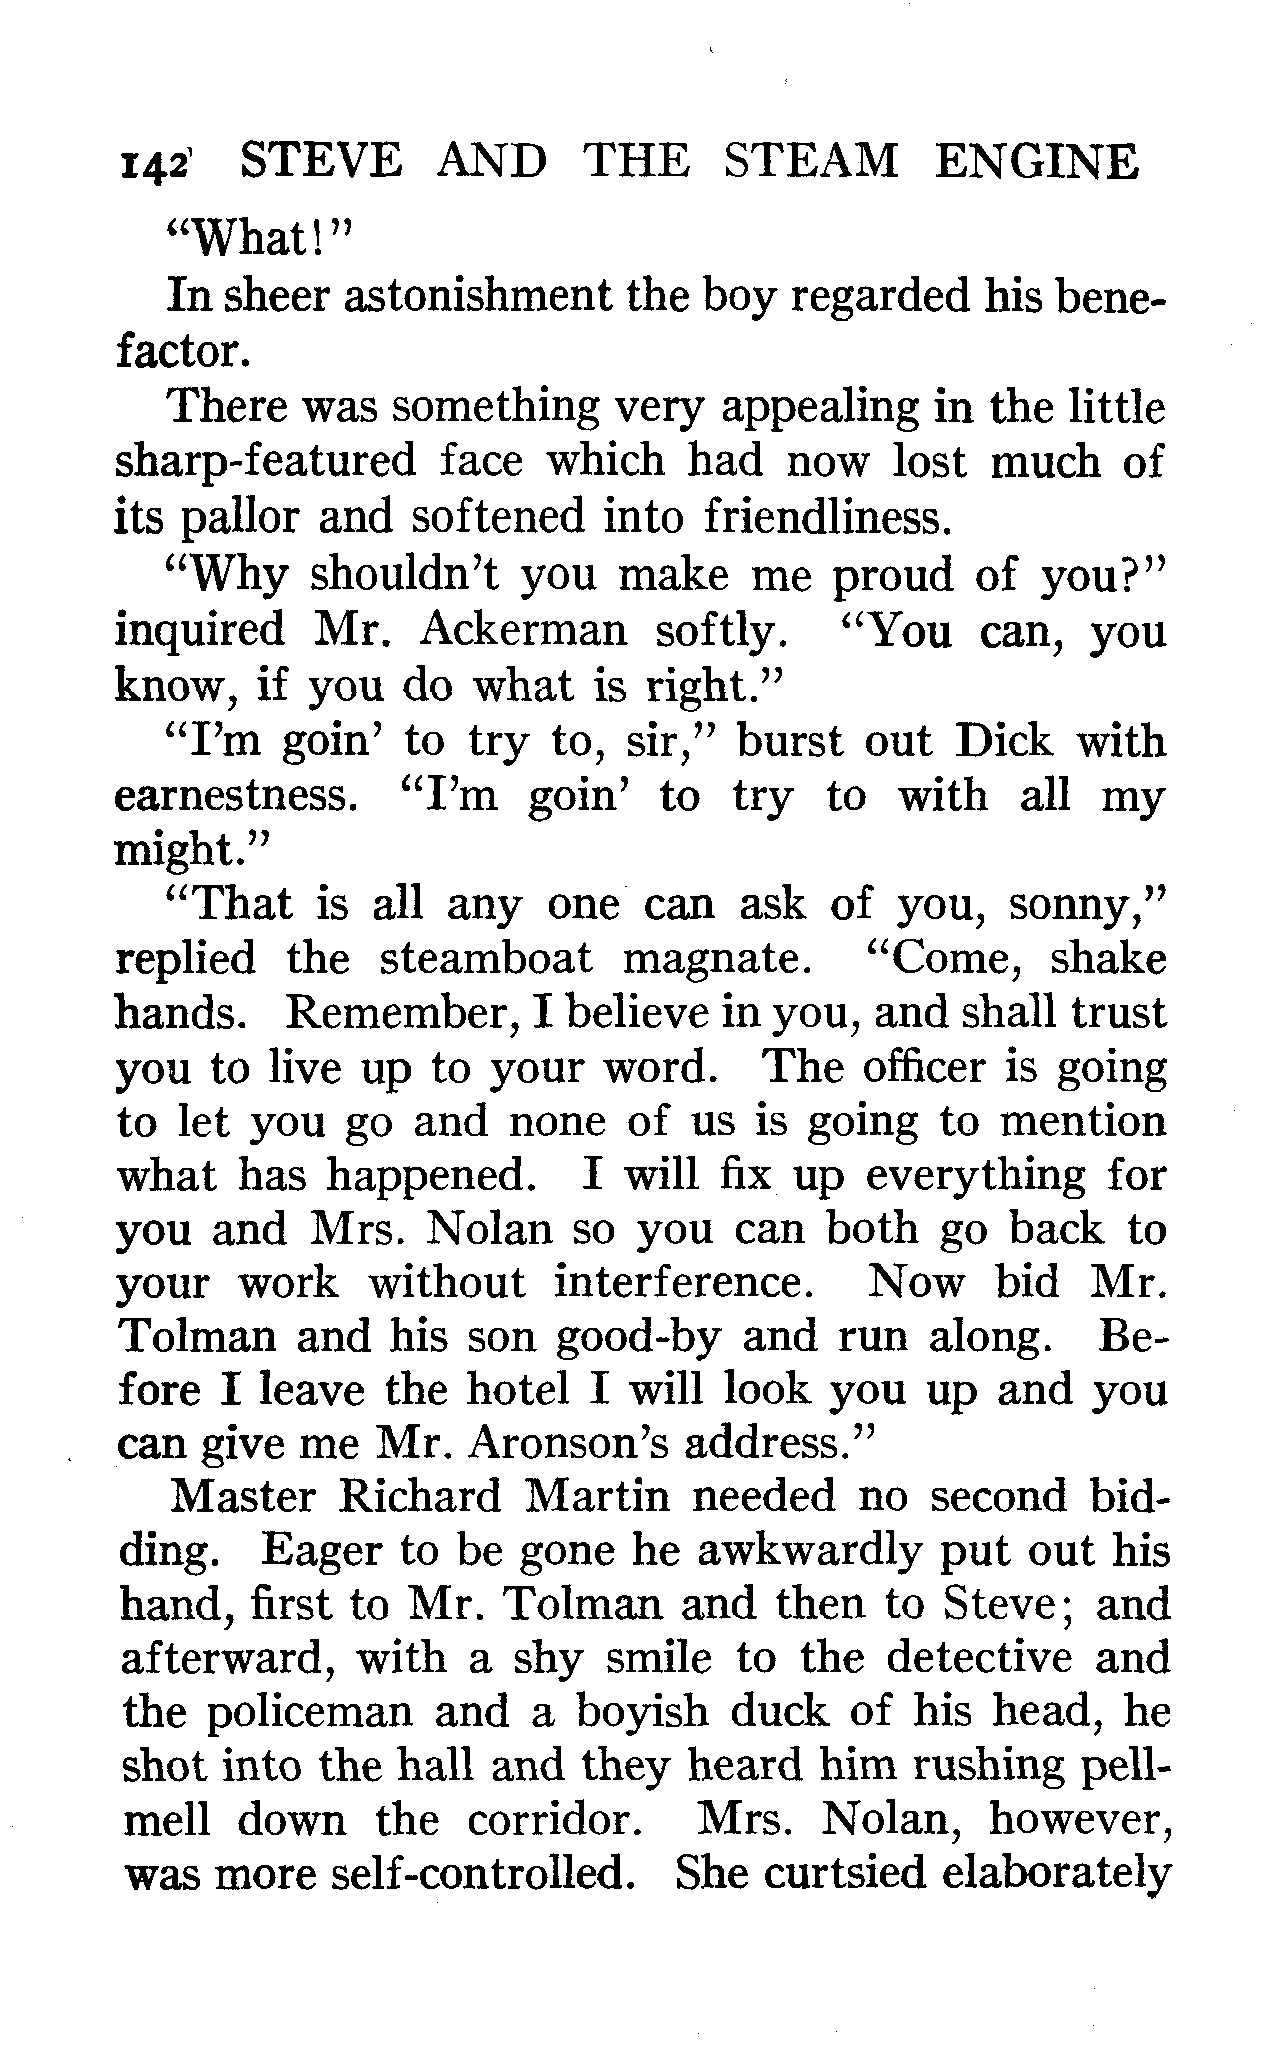 142 STEVE AND THE STEAM ENGINE
"What!"
In sheer astonishment the boy regarded his bene-
factor.
There was something very appealing in the little
sharp-featured face which had now lost much of
its pallor and softened into friendliness.
"Why shouldn't you make me proud of you?"
inquired Mr. Ackerman softly. "You can, you
know, if you do what is right."
"I'm goin' to try to, sir," burst out Dick with
earnestness. "I'm goin' to try to with all my
might."
"That is all any one can ask of you, sonny,"
replied the steamboat magnate. "Come, shake
hands. Remember, I believe in you, and shall trust
you to live up to your word. The officer is going
to let you go and none of us is going to mention
what has happened. I will fix up everything for
you and Mrs. Nolan so you can both go back to
your work without interference. Now bid Mr.
Tolman and his son good-by and run along. Be-
fore I leave the hotel I will look you up and you
can give me Mr. Aronson's address."
Master Richard Martin needed no second bid-
ding. Eager to be gone he awkwardly put out his
hand, first to Mr. Tolman and then to Steve; and
afterward, with a shy smile to the detective and
the policeman and a boyish duck of his head, he
shot into the hall and they heard him rushing pell-
mell down the corridor. Mrs. Nolan, however,
was more self-controlled. She curtsied elaborately